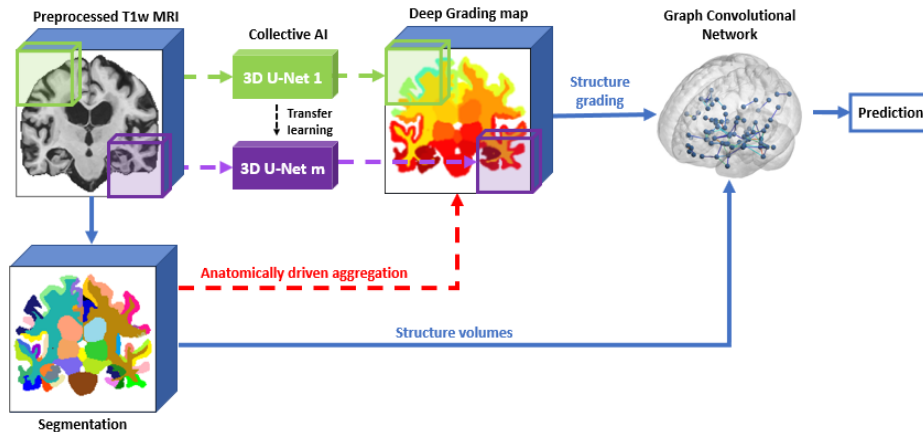 Preprocessed T1w MRI
Collective AI
Deep Grading map
Graph Convolutional
Network
3D U-Net 1
Transfer
learning
3D U-Net m
Structure
grading
Prediction
Anatomically driven aggregation
Structure volumes
Segmentation